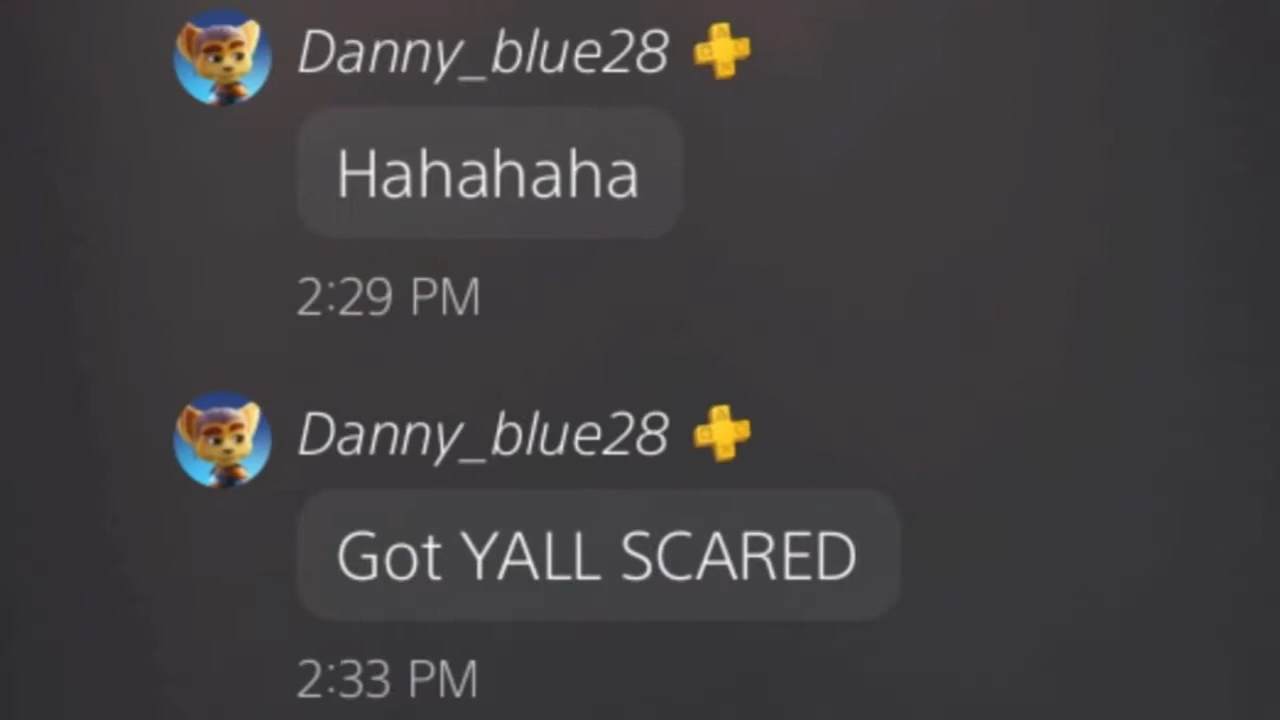 Danny_blue28
Hahahaha
2:29 PM
Danny_blue28
Got YALL SCARED
2:33 PM